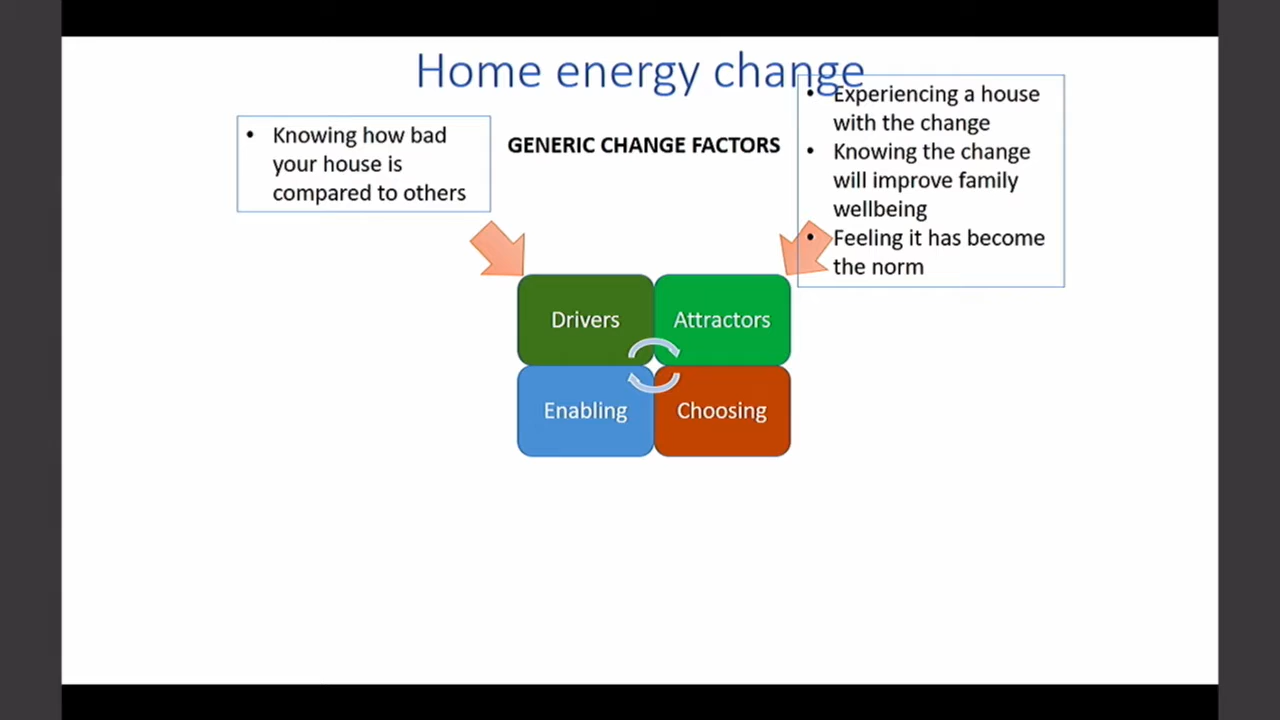 Home energy change
• Knowing how bad
your house is
compared to others
GENERIC CHANGE FACTORS
• Experiencing a house
with the change
• Knowing the change
will improve family
wellbeing
• Feeling it has become
the norm
Drivers
Attractors
Enabling
Choosing